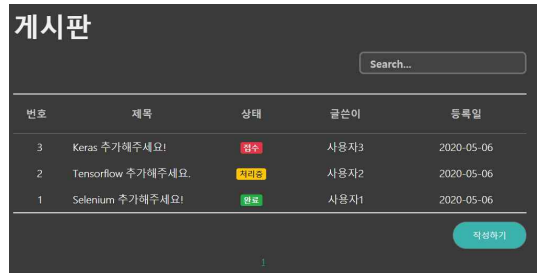 게시판
Search...
번호 제목 상태 글쓴이 등록일
3 Keras 추가해주세요! 접수 사용자3 2020-05-06
2 Tensorflow 추가해주세요. 처리중 사용자2 2020-05-06
1 Selenium 추가해주세요! 완료 사용자1 2020-05-06
작성하기
1